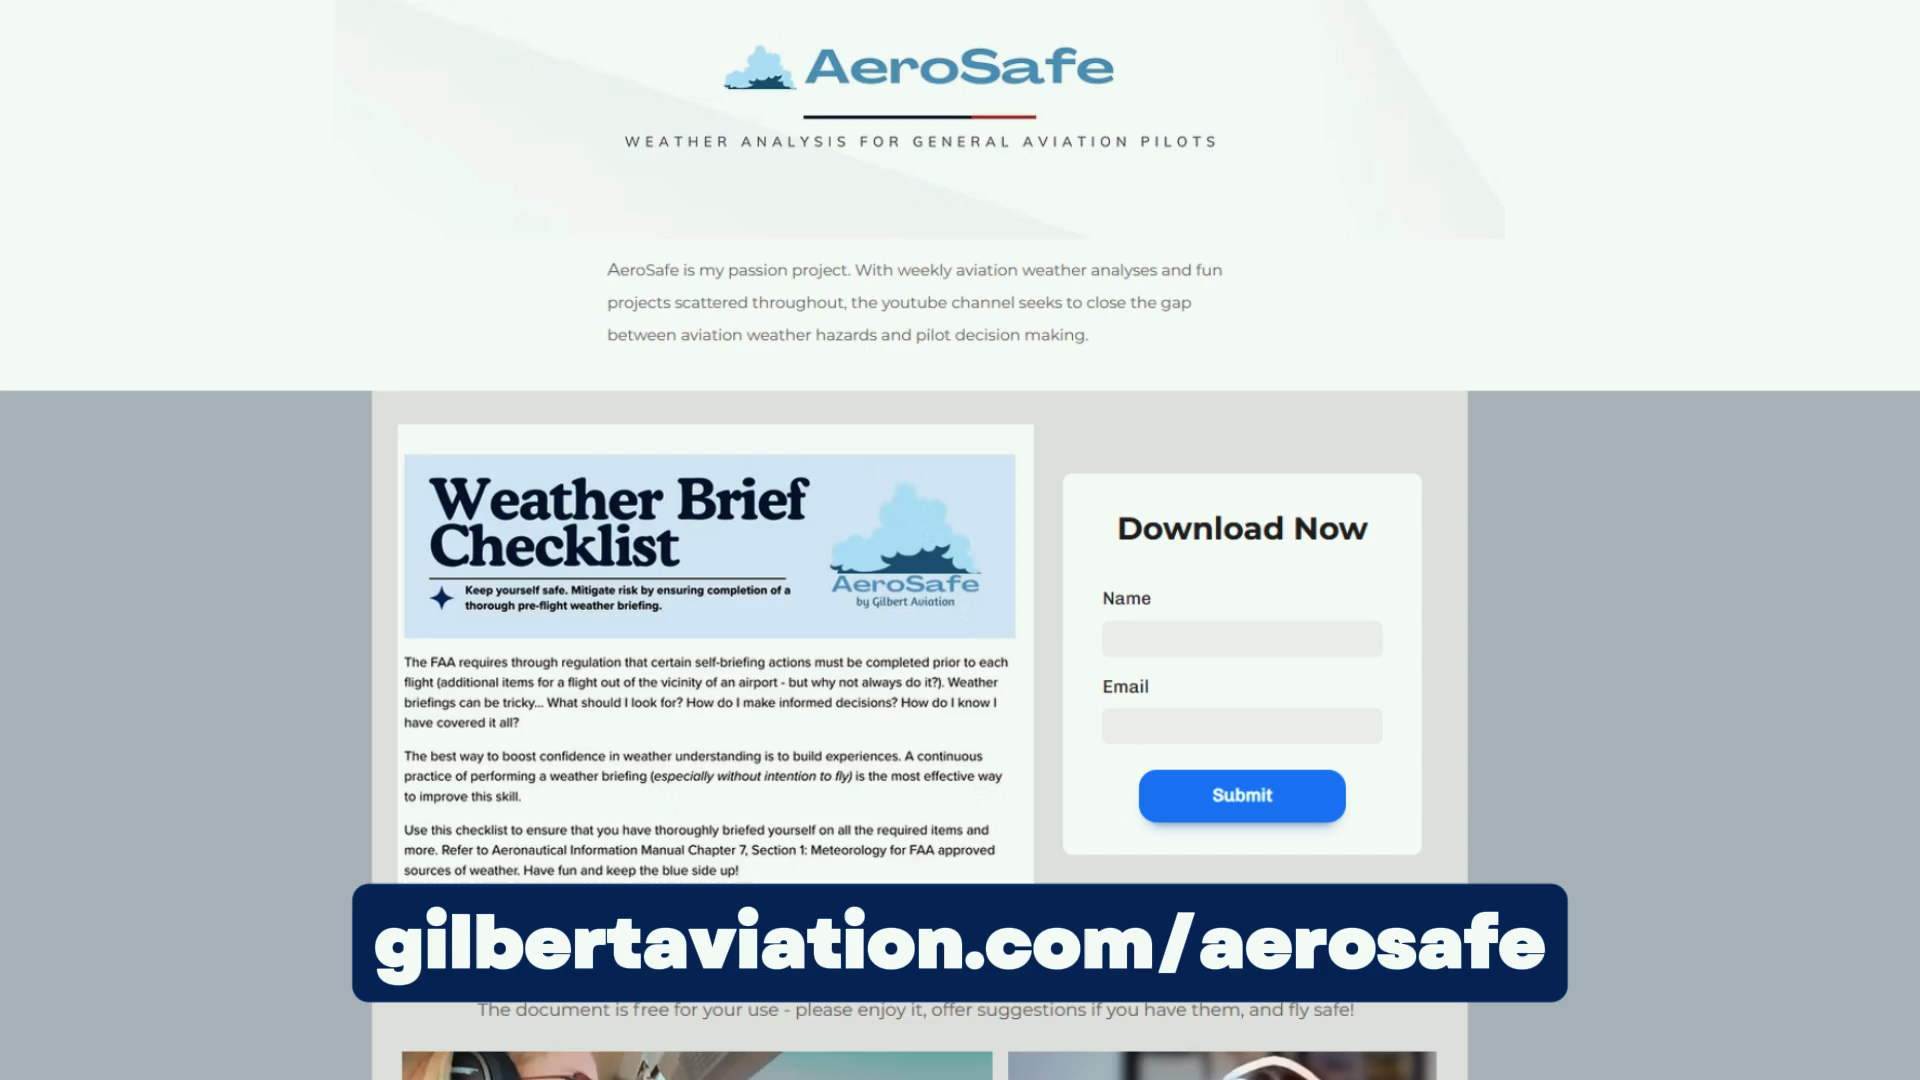 AeroSafe
WEATHER ANALYSIS FOR GENERAL AVIATION PILOTS
AeroSafe is my passion project. With weekly aviation weather analyses and fun
projects scattered throughout, the youtube channel seeks to close the gap
between aviation weather hazards and pilot decision making.
Weather Brief
Checklist
Keep yourself safe. Mitigate risk by ensuring completion of a
thorough pre-flight weather briefing.
AeroSafe
by Gilbert Aviation
The FAA requires through regulation that certain self-briefing actions must be completed prior to each
flight (additional items for a flight out of the vicinity of an airport - but why not always do it?). Weather
briefings can be tricky... What should I look for? How do I make informed decisions? How do I know I
have covered it all?
The best way to boost confidence in weather understanding is to build experiences. A continuous
practice of performing a weather briefing (especially without intention to fly) is the most effective way
to improve this skill.
Use this checklist to ensure that you have thoroughly briefed yourself on all the required items and
more. Refer to Aeronautical Information Manual Chapter 7, Section 1: Meteorology for FAA approved
sources of weather. Have fun and keep the blue side up!
Download Now
Name
Email
Submit
gilbertaviation.com/aerosafe
The document is free for your use - please enjoy it, offer suggestions if you have them, and fly safe!